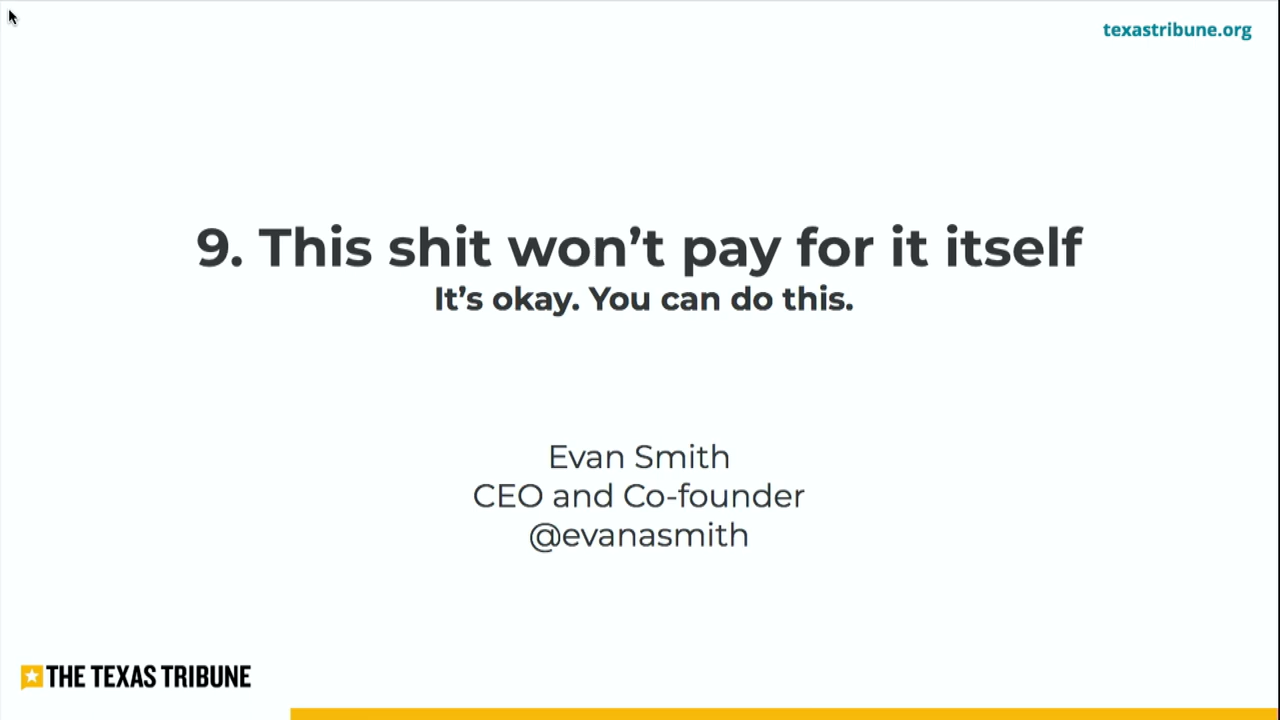 texastribune.org
9. This shit won’t pay for it itself
It’s okay. You can do this.
Evan Smith
CEO and Co-founder
@evanasmith
THE TEXAS TRIBUNE